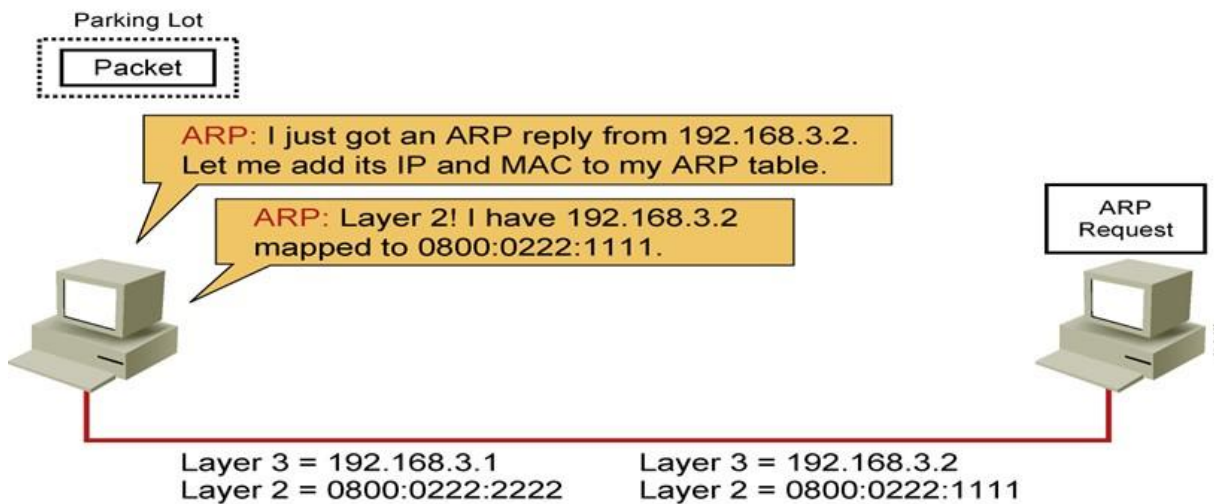 Parking Lot
Packet
ARP: I just got an ARP reply from 192.168.3.2.
Let me add its IP and MAC to my ARP table.
ARP: Layer 2! I have 192.168.3.2
mapped to 0800:0222:1111.
ARP
Request
Layer 3 = 192.168.3.1
Layer 2 = 0800:0222:2222
Layer 3 = 192.168.3.2
Layer 2 = 0800:0222:1111